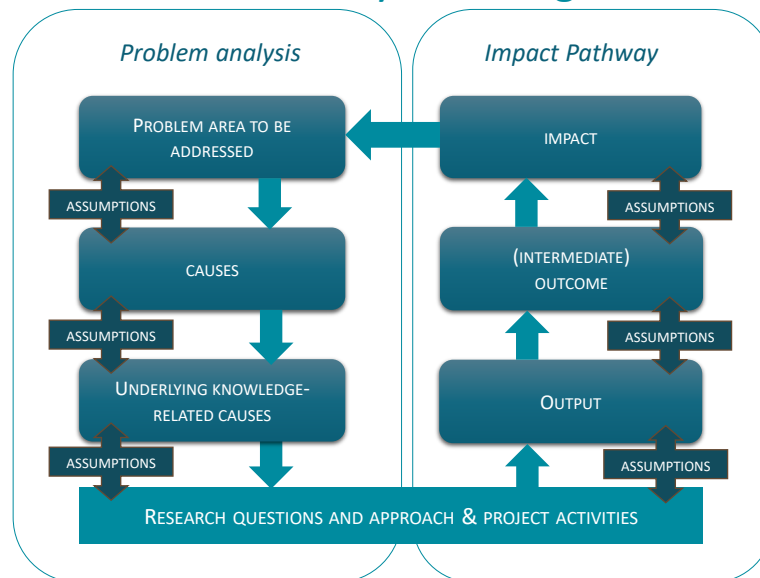 Problem analysis
Impact Pathway
PROBLEM AREA TO BE
ADDRESSED
IMPACT
ASSUMPTIONS
ASSUMPTIONS
CAUSES
(INTERMEDIATE)
OUTCOME
ASSUMPTIONS
ASSUMPTIONS
UNDERLYING KNOWLEDGE-
RELATED CAUSES
OUTPUT
ASSUMPTIONS
ASSUMPTIONS
RESEARCH QUESTIONS AND APPROACH & PROJECT ACTIVITIES